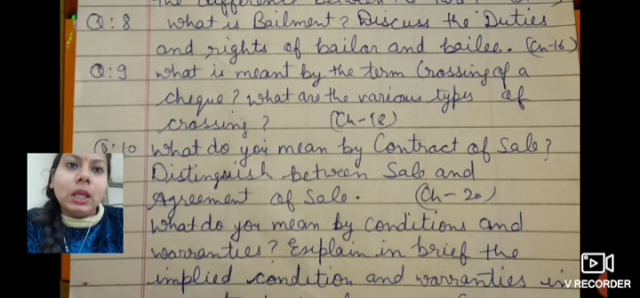 Q:8 What is Bailment? Discuss the Duties
and rights of bailor and bailee. (Ch-16)
Q:9 What is meant by the term Crossing of a
cheque? What are the various types of
crossing? (Ch-18)
Q:10 What do you mean by Contract of Sale?
Distinguish between Sale and
Agreement of Sale. (Ch-20)
What do you mean by conditions and
warranties? Explain in brief the
implied condition and warranties in
V RECORDER